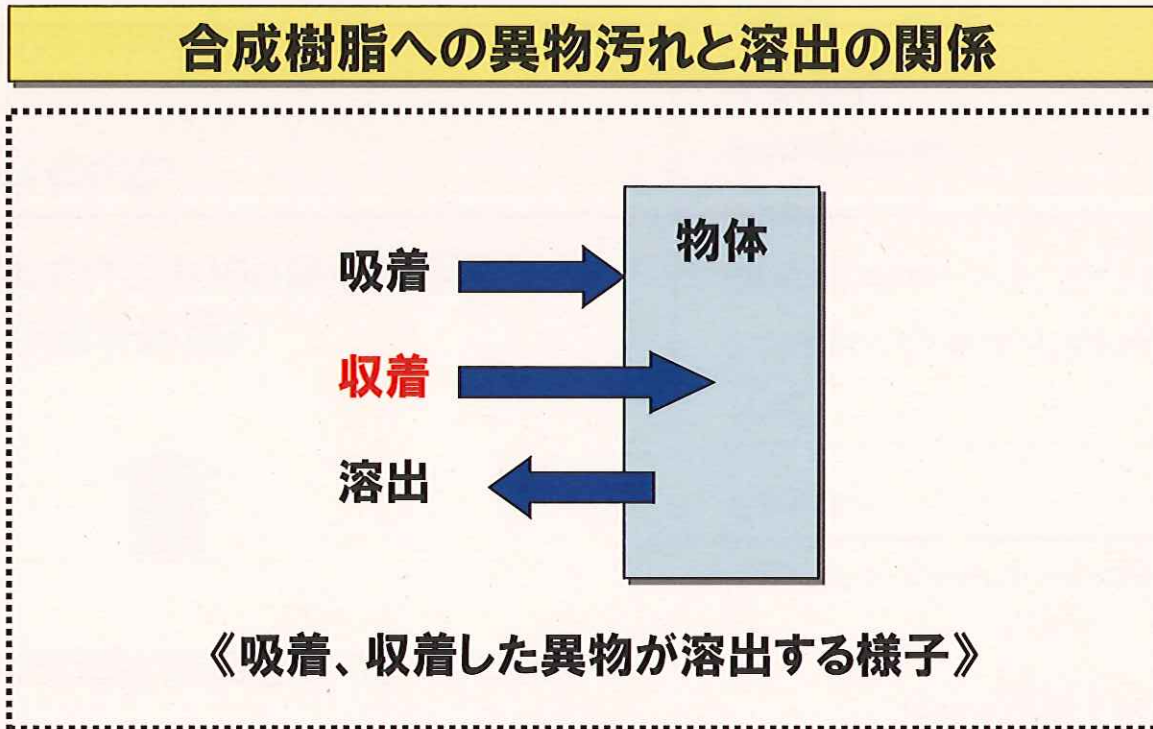 合成樹脂への異物汚れと溶出の関係
物体
吸着
収着
溶出
《吸着、収着した異物が溶出する様子》